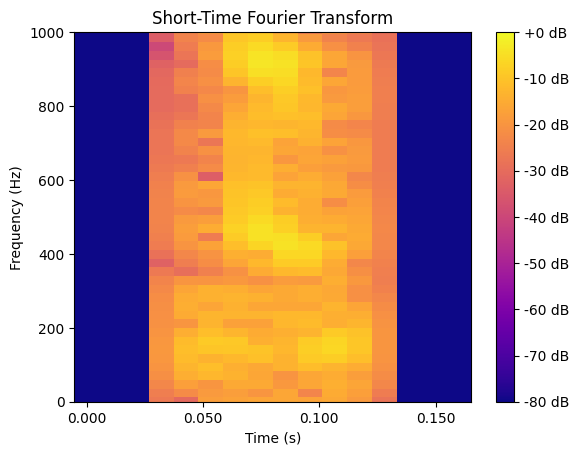 Short-Time Fourier Transform
1000
800
600
400
200
0
Frequency (Hz)
0.000
0.050
0.100
0.150
Time (s)
+0 dB
-10 dB
-20 dB
-30 dB
-40 dB
-50 dB
-60 dB
-70 dB
-80 dB